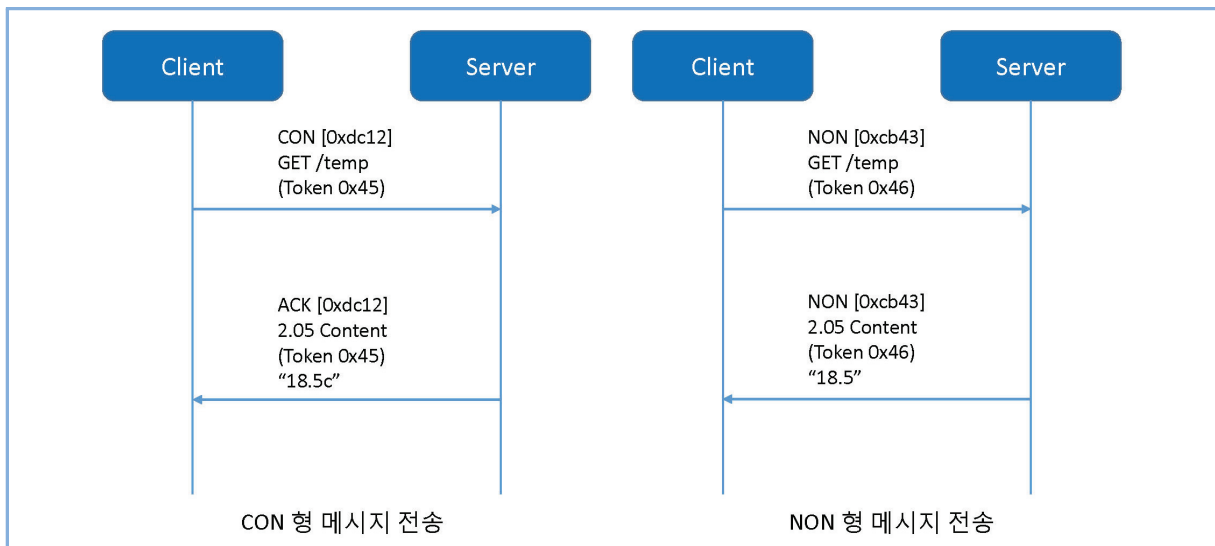 Client
Server
CON [0xdc12]
GET /temp
(Token 0x45)
ACK [0xdc12]
2.05 Content
(Token 0x45)
“18.5c”
CON 형 메시지 전송
Client
Server
NON [0xcb43]
GET /temp
(Token 0x46)
NON [0xcb43]
2.05 Content
(Token 0x46)
“18.5”
NON 형 메시지 전송